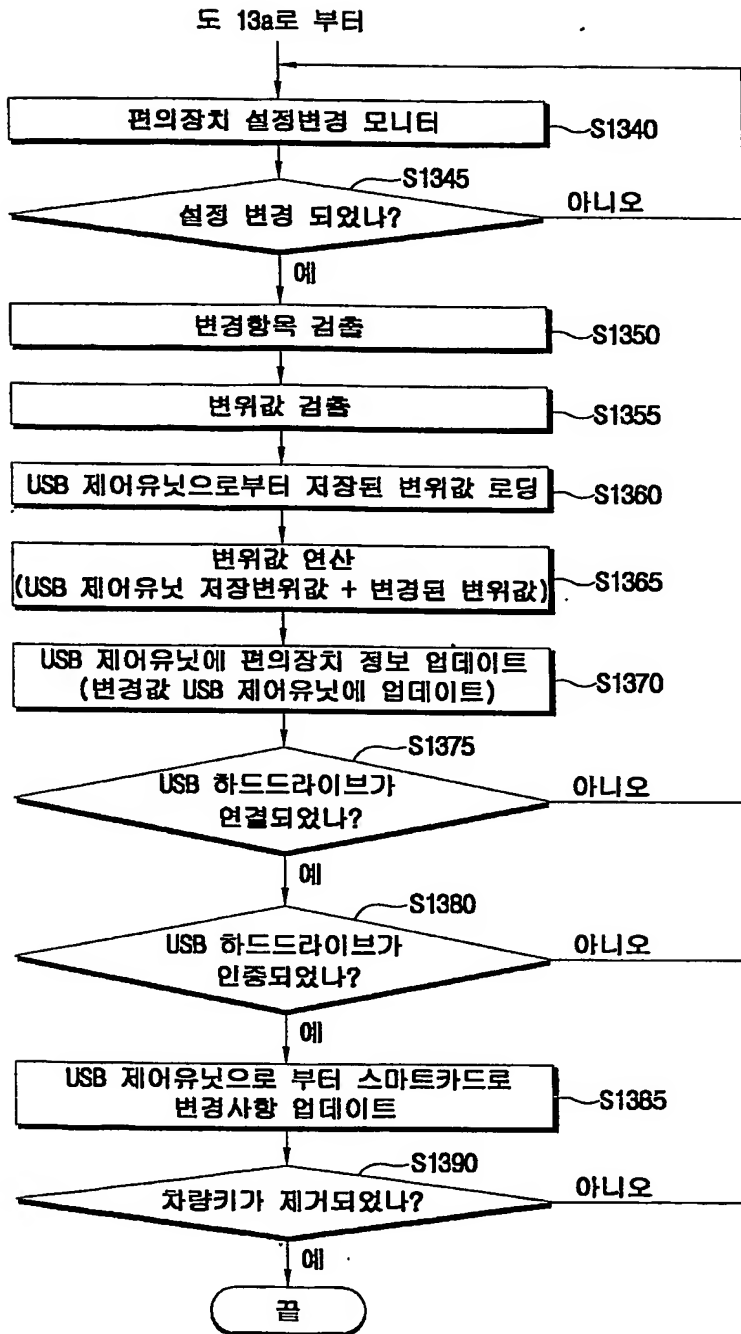 도 13a로 부터
편의장치 설정변경 모니터
S1340
S1345
설정 변경 되었나?
아니오
예
변경항목 검출
S1350
변위값 검출
S1355
USB 제어유닛으로부터 저장된 변위값 로딩
S1360
변위값 연산
(USB 제어유닛 저장변위값 + 변경된 변위값)
S1365
USB 제어유닛에 편의장치 정보 업데이트
(변경값 USB 제어유닛에 업데이트)
S1370
S1375
USB 하드드라이브가
연결되었나?
아니오
예
S1380
USB 하드드라이브가
인증되었나?
아니오
예
USB 제어유닛으로 부터 스마트카드로
변경사항 업데이트
S1385
S1390
차량키가 제거되었나?
아니오
예
끝